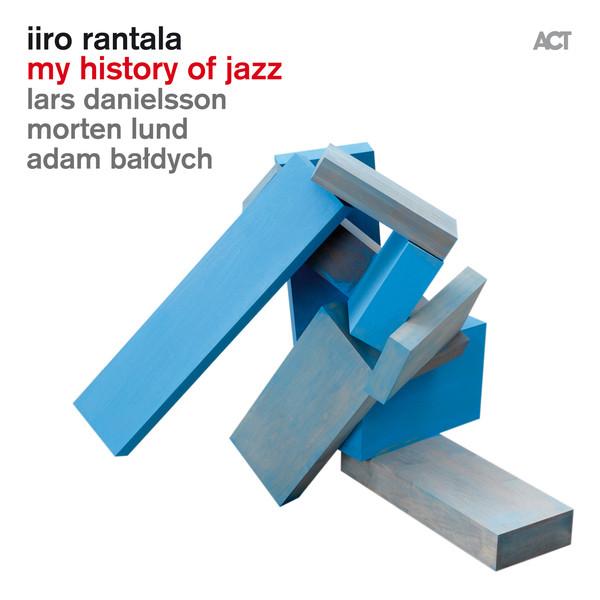 iiro rantala
my history of jazz
lars danielsson
morten lund
adam bałdych
ACT